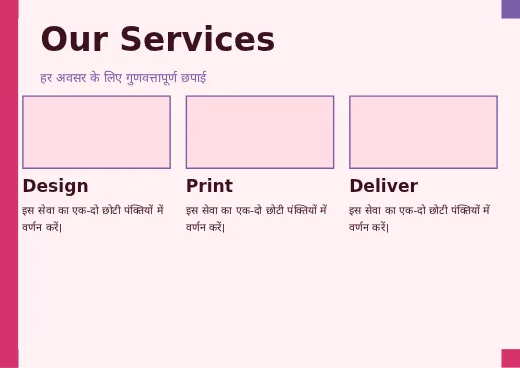 Our Services
हर अवसर के लिए गुणवत्तापूर्ण छपाई
Design
इस सेवा का एक-दो छोटी पंक्तियों में
वर्णन करें|
Print
इस सेवा का एक-दो छोटी पंक्तियों में
वर्णन करें|
Deliver
इस सेवा का एक-दो छोटी पंक्तियों में
वर्णन करें|